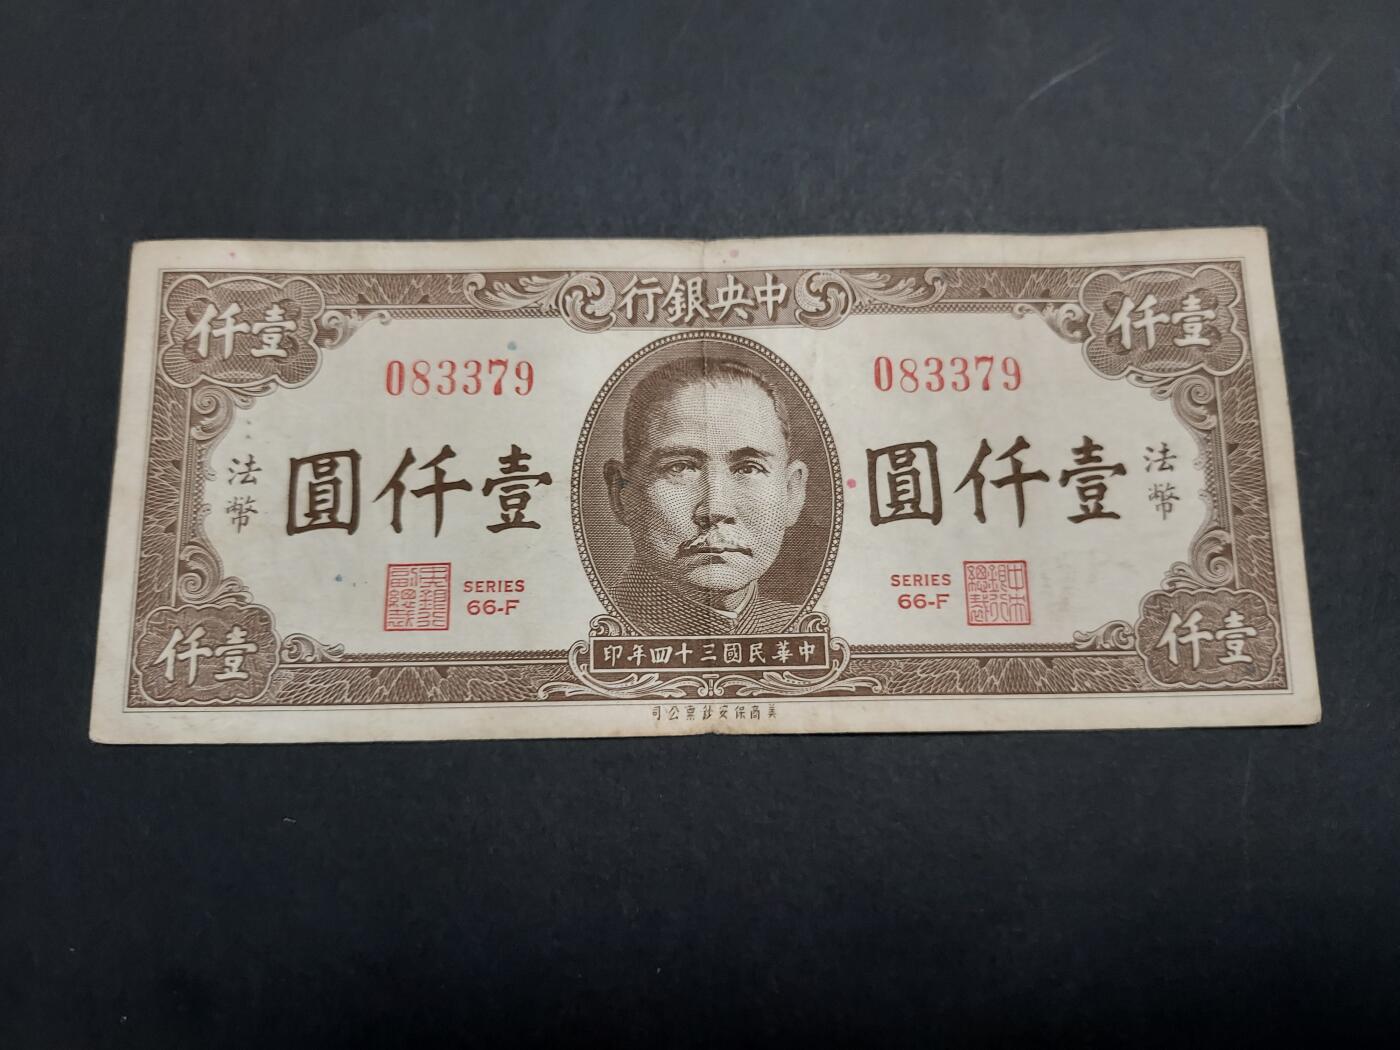 中央銀行
壹仟
壹仟
083379
083379
法幣
壹仟圓
壹仟圓
法幣
SERIES
66-F
SERIES
66-F
壹仟
壹仟
中華民國三十四年印
美商保安鈔票公司